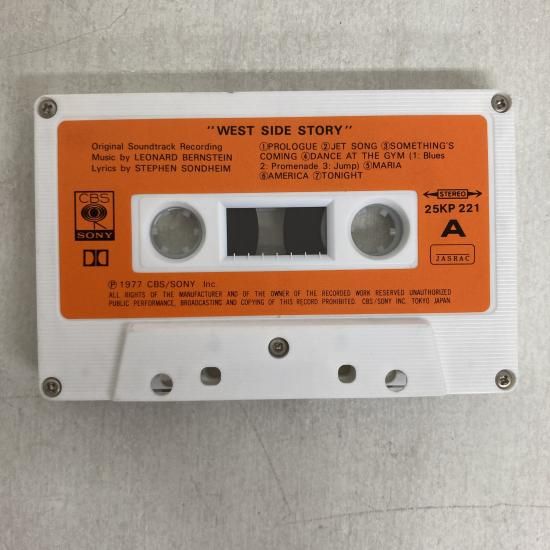 "WEST SIDE STORY"
Original Soundtrack Recording
Music by LEONARD BERNSTEIN
Lyrics by STEPHEN SONDHEIM
①PROLOGUE ②JET SONG ③SOMETHING'S
COMING ④DANCE AT THE GYM (1: Blues
2: Promenade 3: Jump) ⑤MARIA
⑥AMERICA ⑦TONIGHT
CBS
SONY
STEREO
25KP 221
A
JASRAC
Ⓟ 1977 CBS/SONY Inc.
ALL RIGHTS OF THE MANUFACTURER AND OF THE OWNER OF THE RECORDED WORK RESERVED UNAUTHORIZED
PUBLIC PERFORMANCE, BROADCASTING AND COPYING OF THIS RECORD PROHIBITED. CBS/SONY INC. TOKYO JAPAN